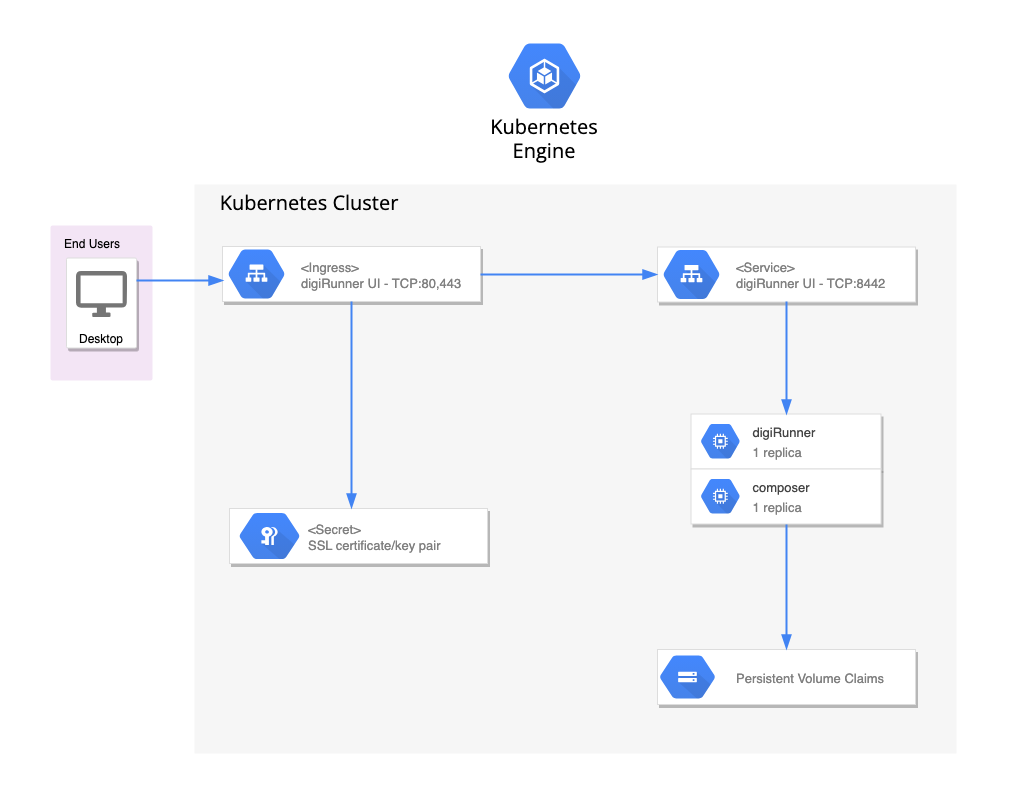 Kubernetes
Engine
Kubernetes Cluster
End Users
Desktop
<Ingress>
digiRunner UI - TCP:80,443
<Service>
digiRunner UI - TCP:8442
digiRunner
1 replica
composer
1 replica
<Secret>
SSL certificate/key pair
Persistent Volume Claims